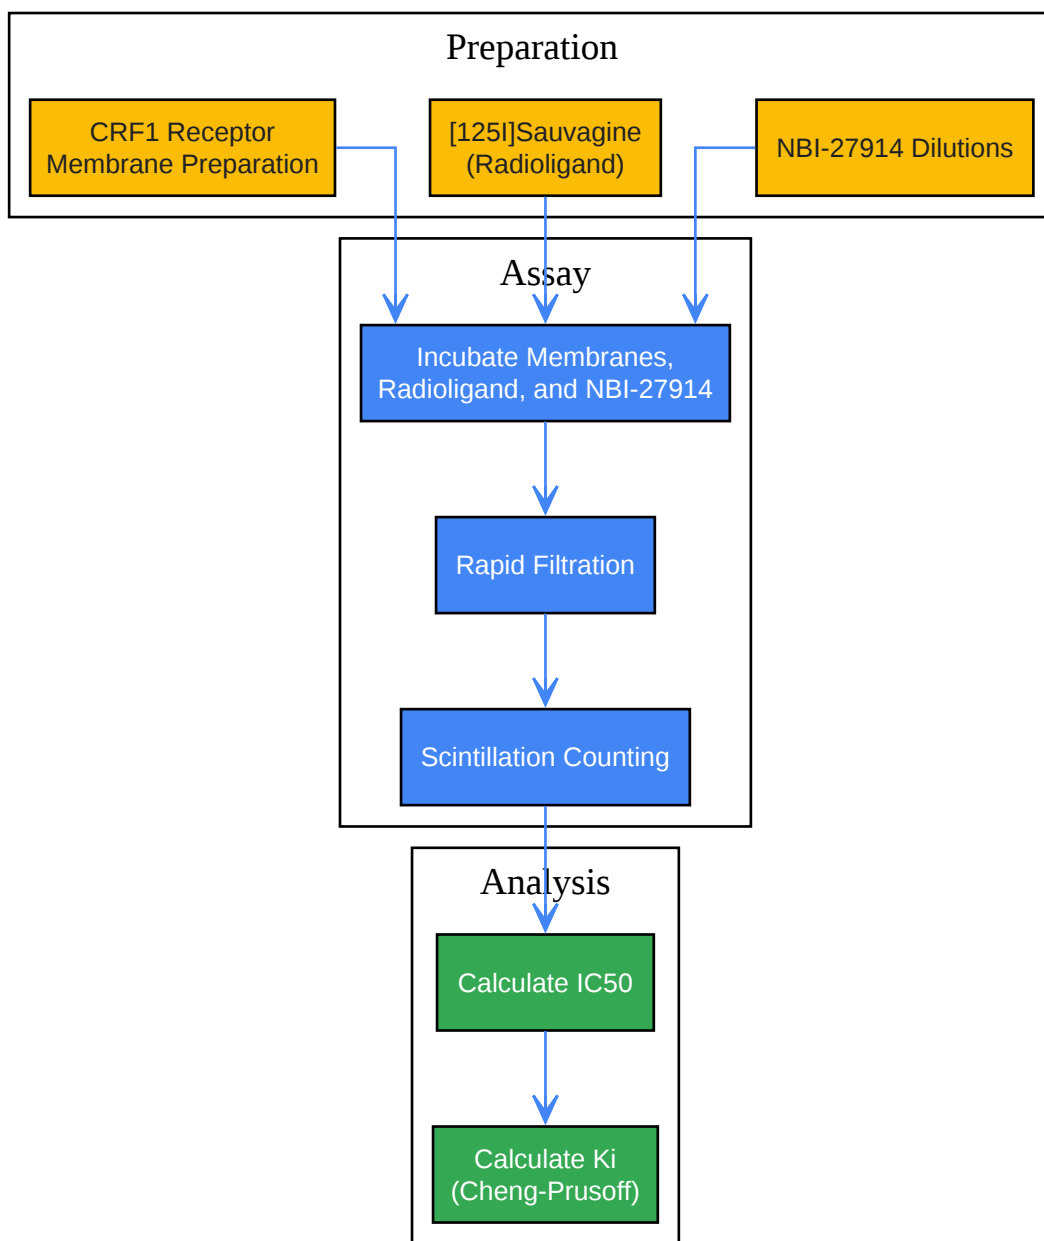 Preparation
CRF1 Receptor
Membrane Preparation
[125I]Sauvagine
(Radioligand)
NBI-27914 Dilutions
Assay
Incubate Membranes,
Radioligand, and NBI-27914
Rapid Filtration
Scintillation Counting
Analysis
Calculate IC50
Calculate Ki
(Cheng-Prusoff)